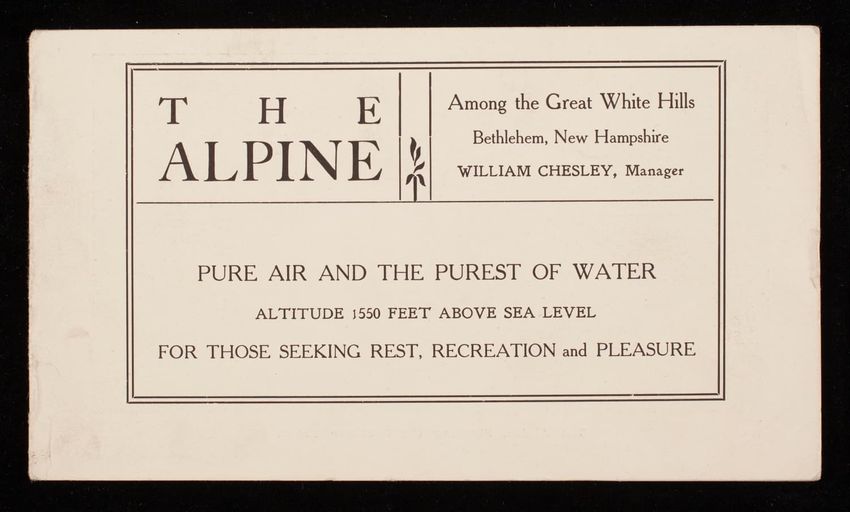 THE
ALPINE
Among the Great White Hills
Bethlehem, New Hampshire
WILLIAM CHESLEY, Manager
PURE AIR AND THE PUREST OF WATER
ALTITUDE 1550 FEET ABOVE SEA LEVEL
FOR THOSE SEEKING REST, RECREATION and PLEASURE